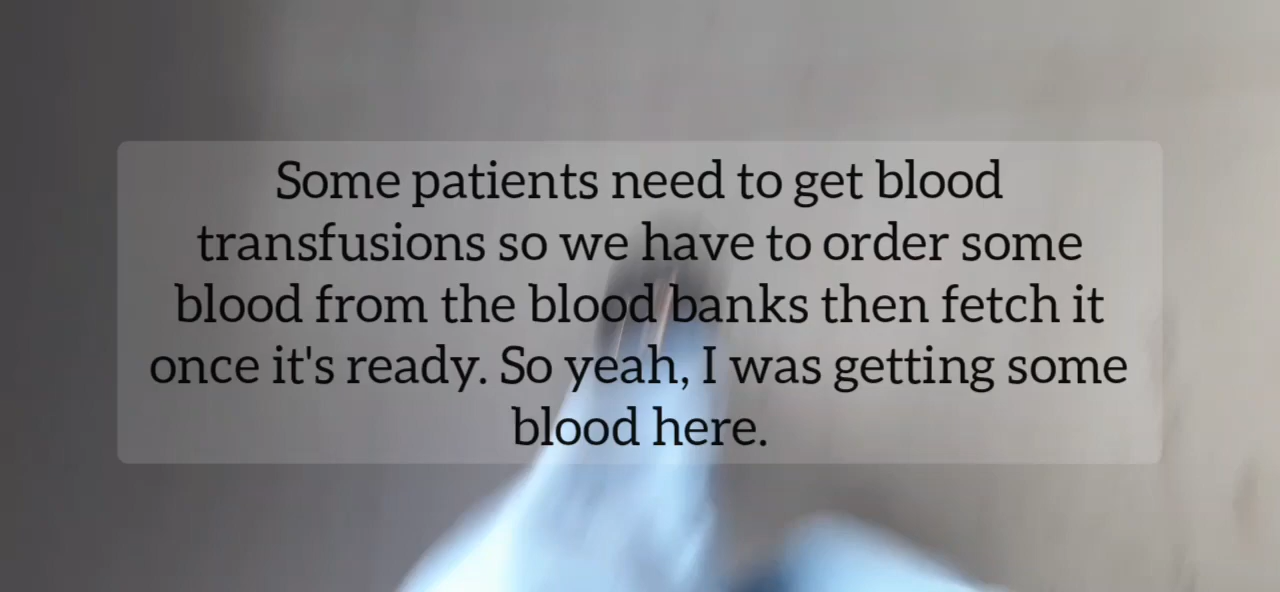 Some patients need to get blood
transfusions so we have to order some
blood from the blood banks then fetch it
once it's ready. So yeah, I was getting some
blood here.